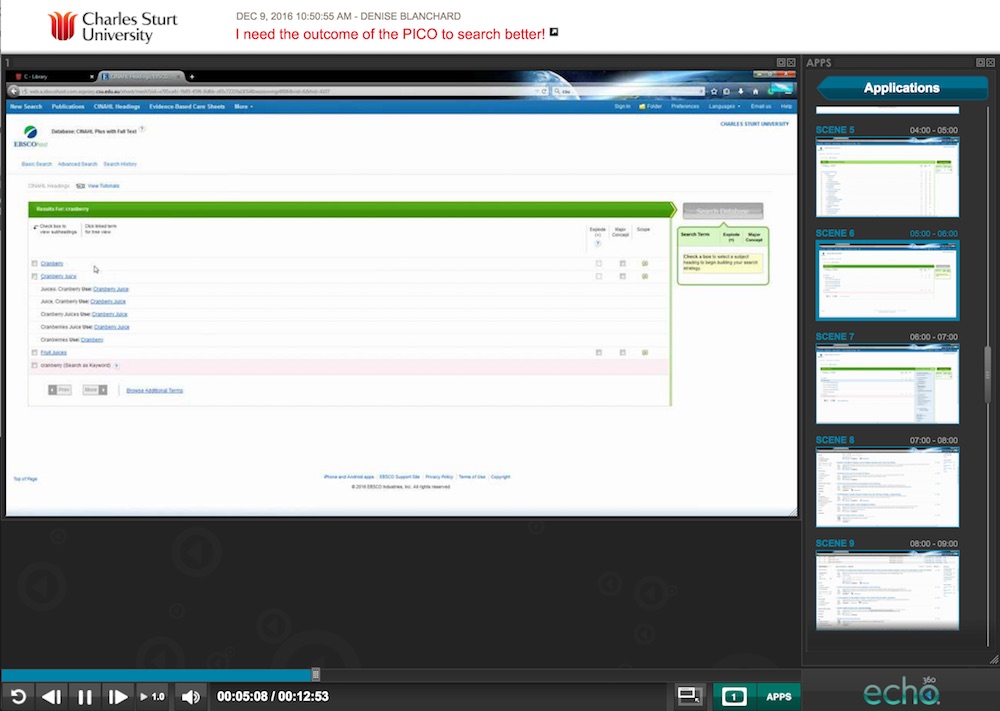 Charles Sturt
University
DEC 9, 2016 10:50:55 AM - DENISE BLANCHARD
I need the outcome of the PICO to search better!
1
APPS
C - Library
New Search Publications CINAHL Headings Evidence-Based Care Sheets More
Sign In Folder Preferences Languages Email us Help
Database: CINAHL Plus with Full Text
CHARLES STURT UNIVERSITY
EBSCOhost
Basic Search Advanced Search Search History
CINAHL Headings View Tutorials
Results For: cranberry
Check box to
view subheadings
Click linked term
for tree view
Explode
(+)
Major
Concept
Scope
Search Database
Search Term Explode
(+) Major
Concept
Check a box to select a subject
heading to begin building your search
strategy.
Cranberry
Cranberry Juice
Juices: Cranberry Use: Cranberry Juice
Juice, Cranberry Use: Cranberry Juice
Cranberry Juices Use: Cranberry Juice
Cranberries Juice Use: Cranberry Juice
Cranberries Use: Cranberry
Fruit Juices
cranberry (Search as Keyword)
Prev More Browse Additional Terms
Top of Page
iPhone and Android apps EBSCO Support Site Privacy Policy Terms of Use Copyright
© 2016 EBSCO Industries, Inc. All rights reserved.
Applications
SCENE 5 04:00 - 05:00
SCENE 6 05:00 - 06:00
SCENE 7 06:00 - 07:00
SCENE 8 07:00 - 08:00
SCENE 9 08:00 - 09:00
1.0
00:05:08 / 00:12:53
1
APPS
echo360